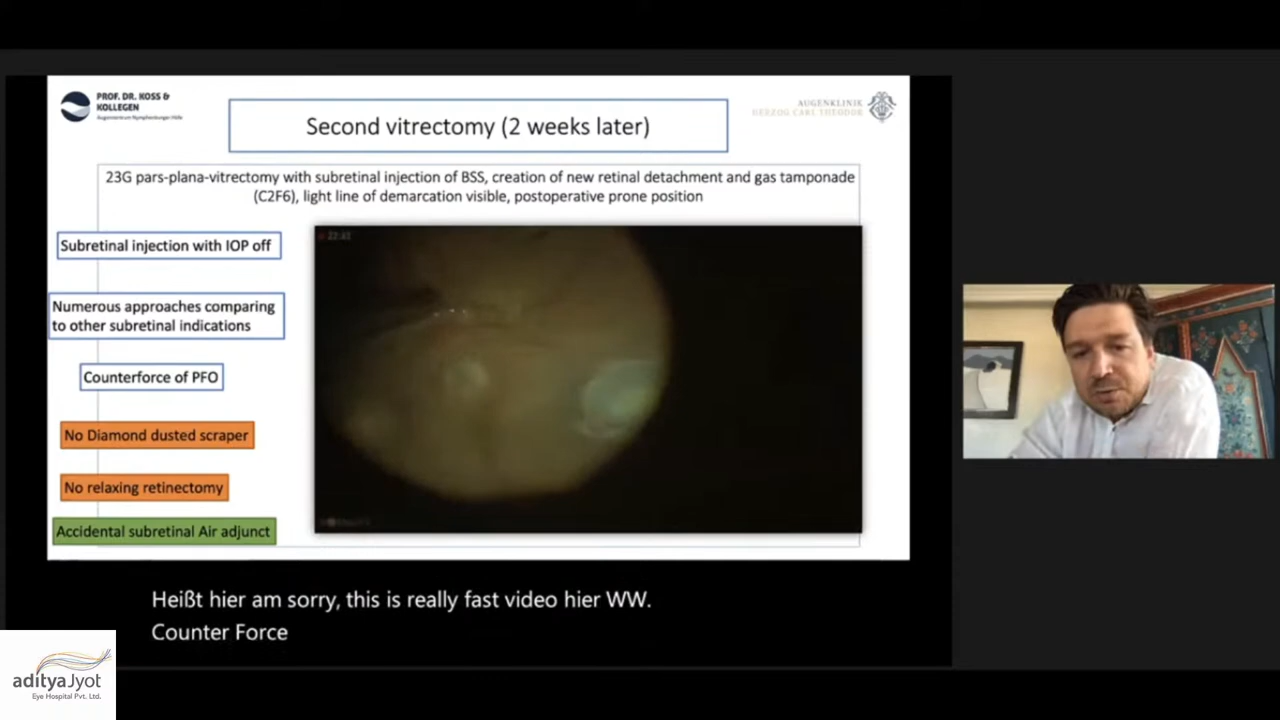 PROF. DR. KOSS &
KOLLEGEN
Augenzentrum Nymphenburger Höfe
AUGENKLINIK
HERZOG CARL THEODOR
Second vitrectomy (2 weeks later)
23G pars-plana-vitrectomy with subretinal injection of BSS, creation of new retinal detachment and gas tamponade
(C2F6), light line of demarcation visible, postoperative prone position
Subretinal injection with IOP off
Numerous approaches comparing
to other subretinal indications
Counterforce of PFO
No Diamond dusted scraper
No relaxing retinectomy
Accidental subretinal Air adjunct
Heißt hier am sorry, this is really fast video hier WW.
Counter Force
adityaJyot
Eye Hospital Pvt. Ltd.